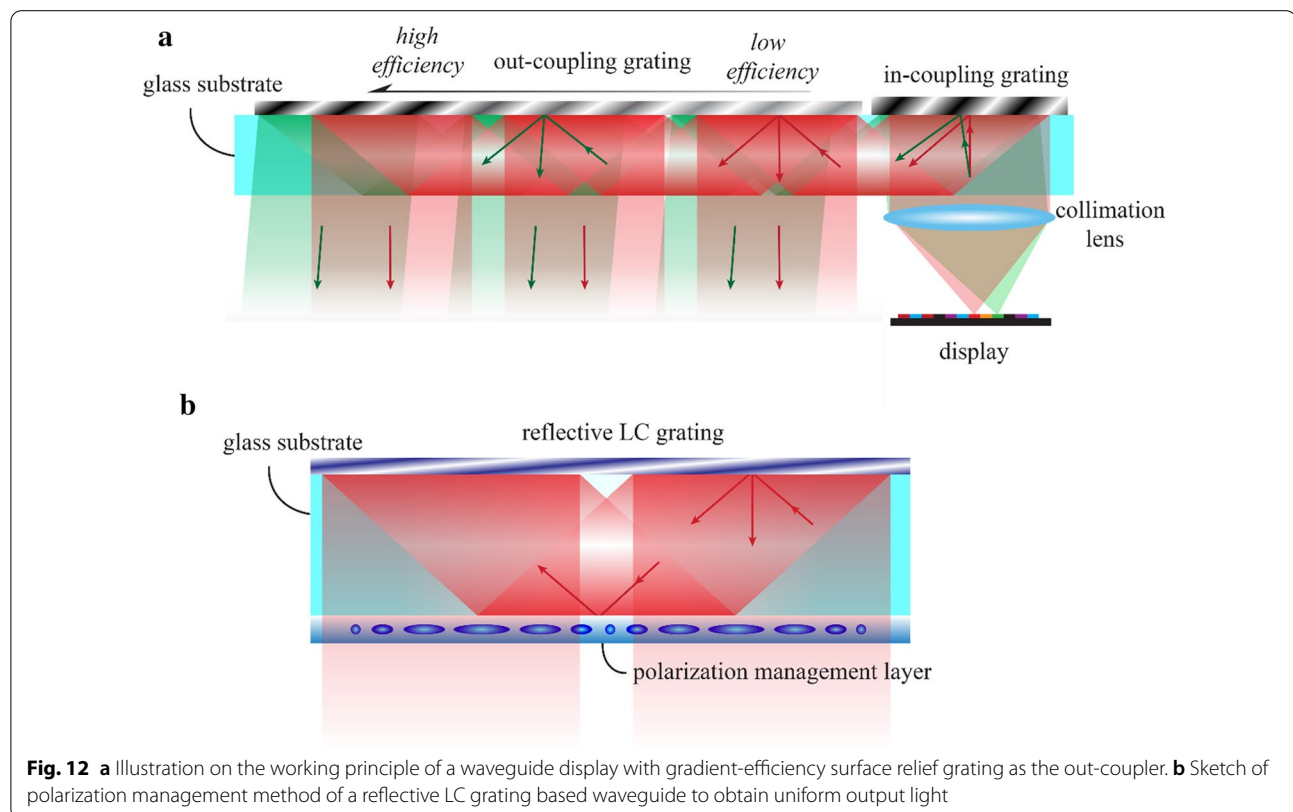 a
high efficiency
out-coupling grating
low efficiency
in-coupling grating
glass substrate
collimation lens
display
b
reflective LC grating
glass substrate
polarization management layer
Fig. 12 a Illustration on the working principle of a waveguide display with gradient-efficiency surface relief grating as the out-coupler. b Sketch of
polarization management method of a reflective LC grating based waveguide to obtain uniform output light